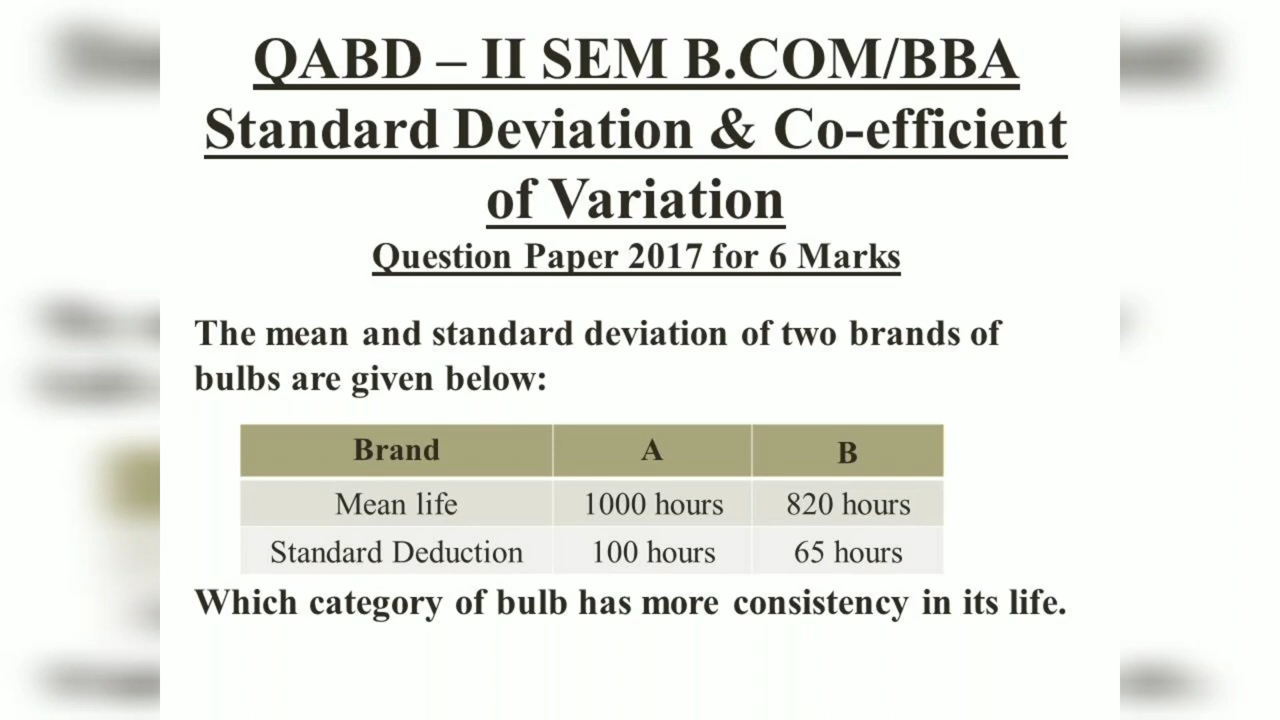 QABD – II SEM B.COM/BBA
Standard Deviation & Co-efficient
of Variation
Question Paper 2017 for 6 Marks
The mean and standard deviation of two brands of
bulbs are given below:
Brand A B
Mean life 1000 hours 820 hours
Standard Deduction 100 hours 65 hours
Which category of bulb has more consistency in its life.